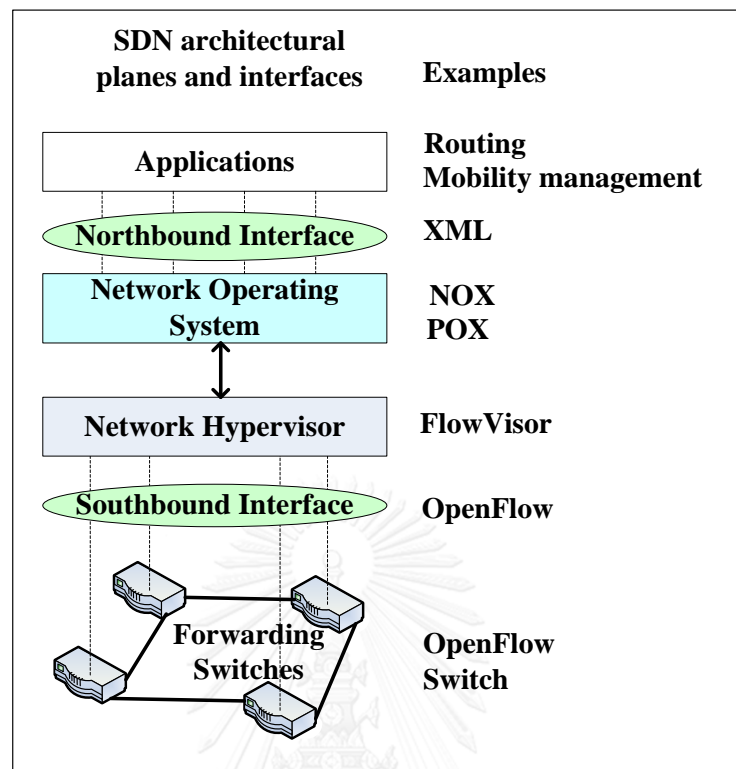 SDN architectural
planes and interfaces
Examples
Applications
Routing
Mobility management
Northbound Interface
XML
Network Operating
System
NOX
POX
Network Hypervisor
FlowVisor
Southbound Interface
OpenFlow
Forwarding
Switches
OpenFlow
Switch